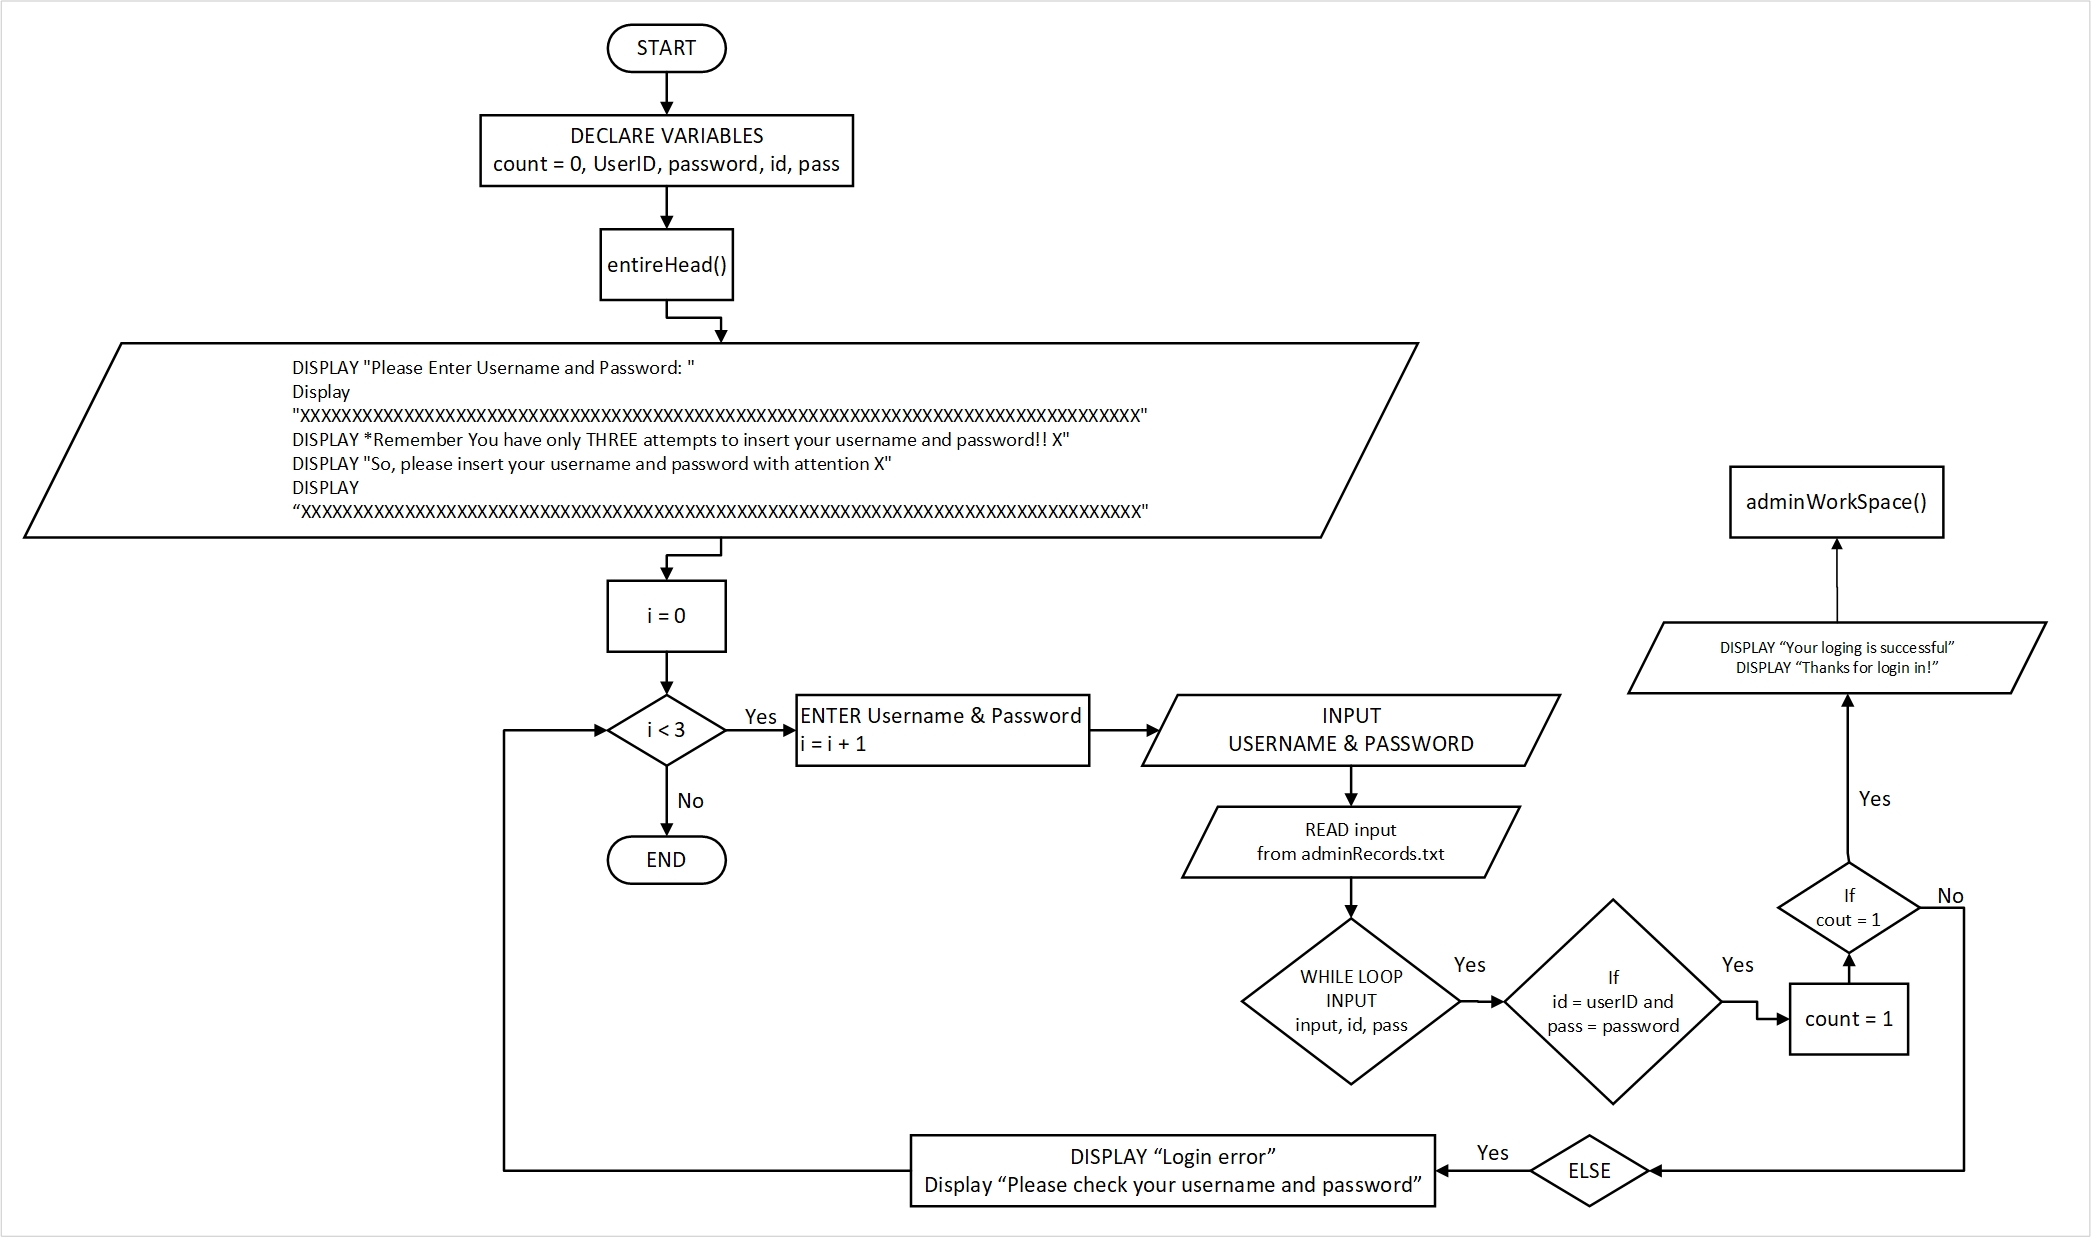 START
DECLARE VARIABLES
count = 0, UserID, password, id, pass
entireHead()
DISPLAY "Please Enter Username and Password: "
Display
"XXXXXXXXXXXXXXXXXXXXXXXXXXXXXXXXXXXXXXXXXXXXXXXXXXXXXXXXXXXXXXXXXXXXXXXXXXXXXXXXX"
DISPLAY *Remember You have only THREE attempts to insert your username and password!! X"
DISPLAY "So, please insert your username and password with attention X"
DISPLAY
“XXXXXXXXXXXXXXXXXXXXXXXXXXXXXXXXXXXXXXXXXXXXXXXXXXXXXXXXXXXXXXXXXXXXXXXXXXXXXXXXX"
i = 0
i < 3
Yes
ENTER Username & Password
i = i + 1
INPUT
USERNAME & PASSWORD
No
END
READ input
from adminRecords.txt
WHILE LOOP
INPUT
input, id, pass
Yes
If
id = userID and
pass = password
Yes
count = 1
If
cout = 1
Yes
No
DISPLAY “Your loging is successful”
DISPLAY “Thanks for login in!”
adminWorkSpace()
ELSE
Yes
DISPLAY “Login error”
Display “Please check your username and password”